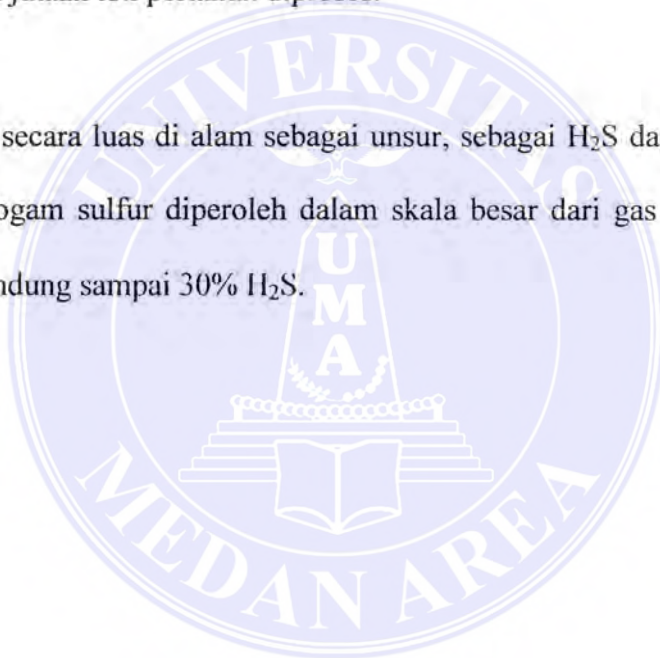 secara luas di alam sebagai unsur, sebagai H₂S da
ogam sulfur diperoleh dalam skala besar dari gas
ndung sampai 30% H₂S.
UNIVERSITAS
UMA
MEDAN AREA